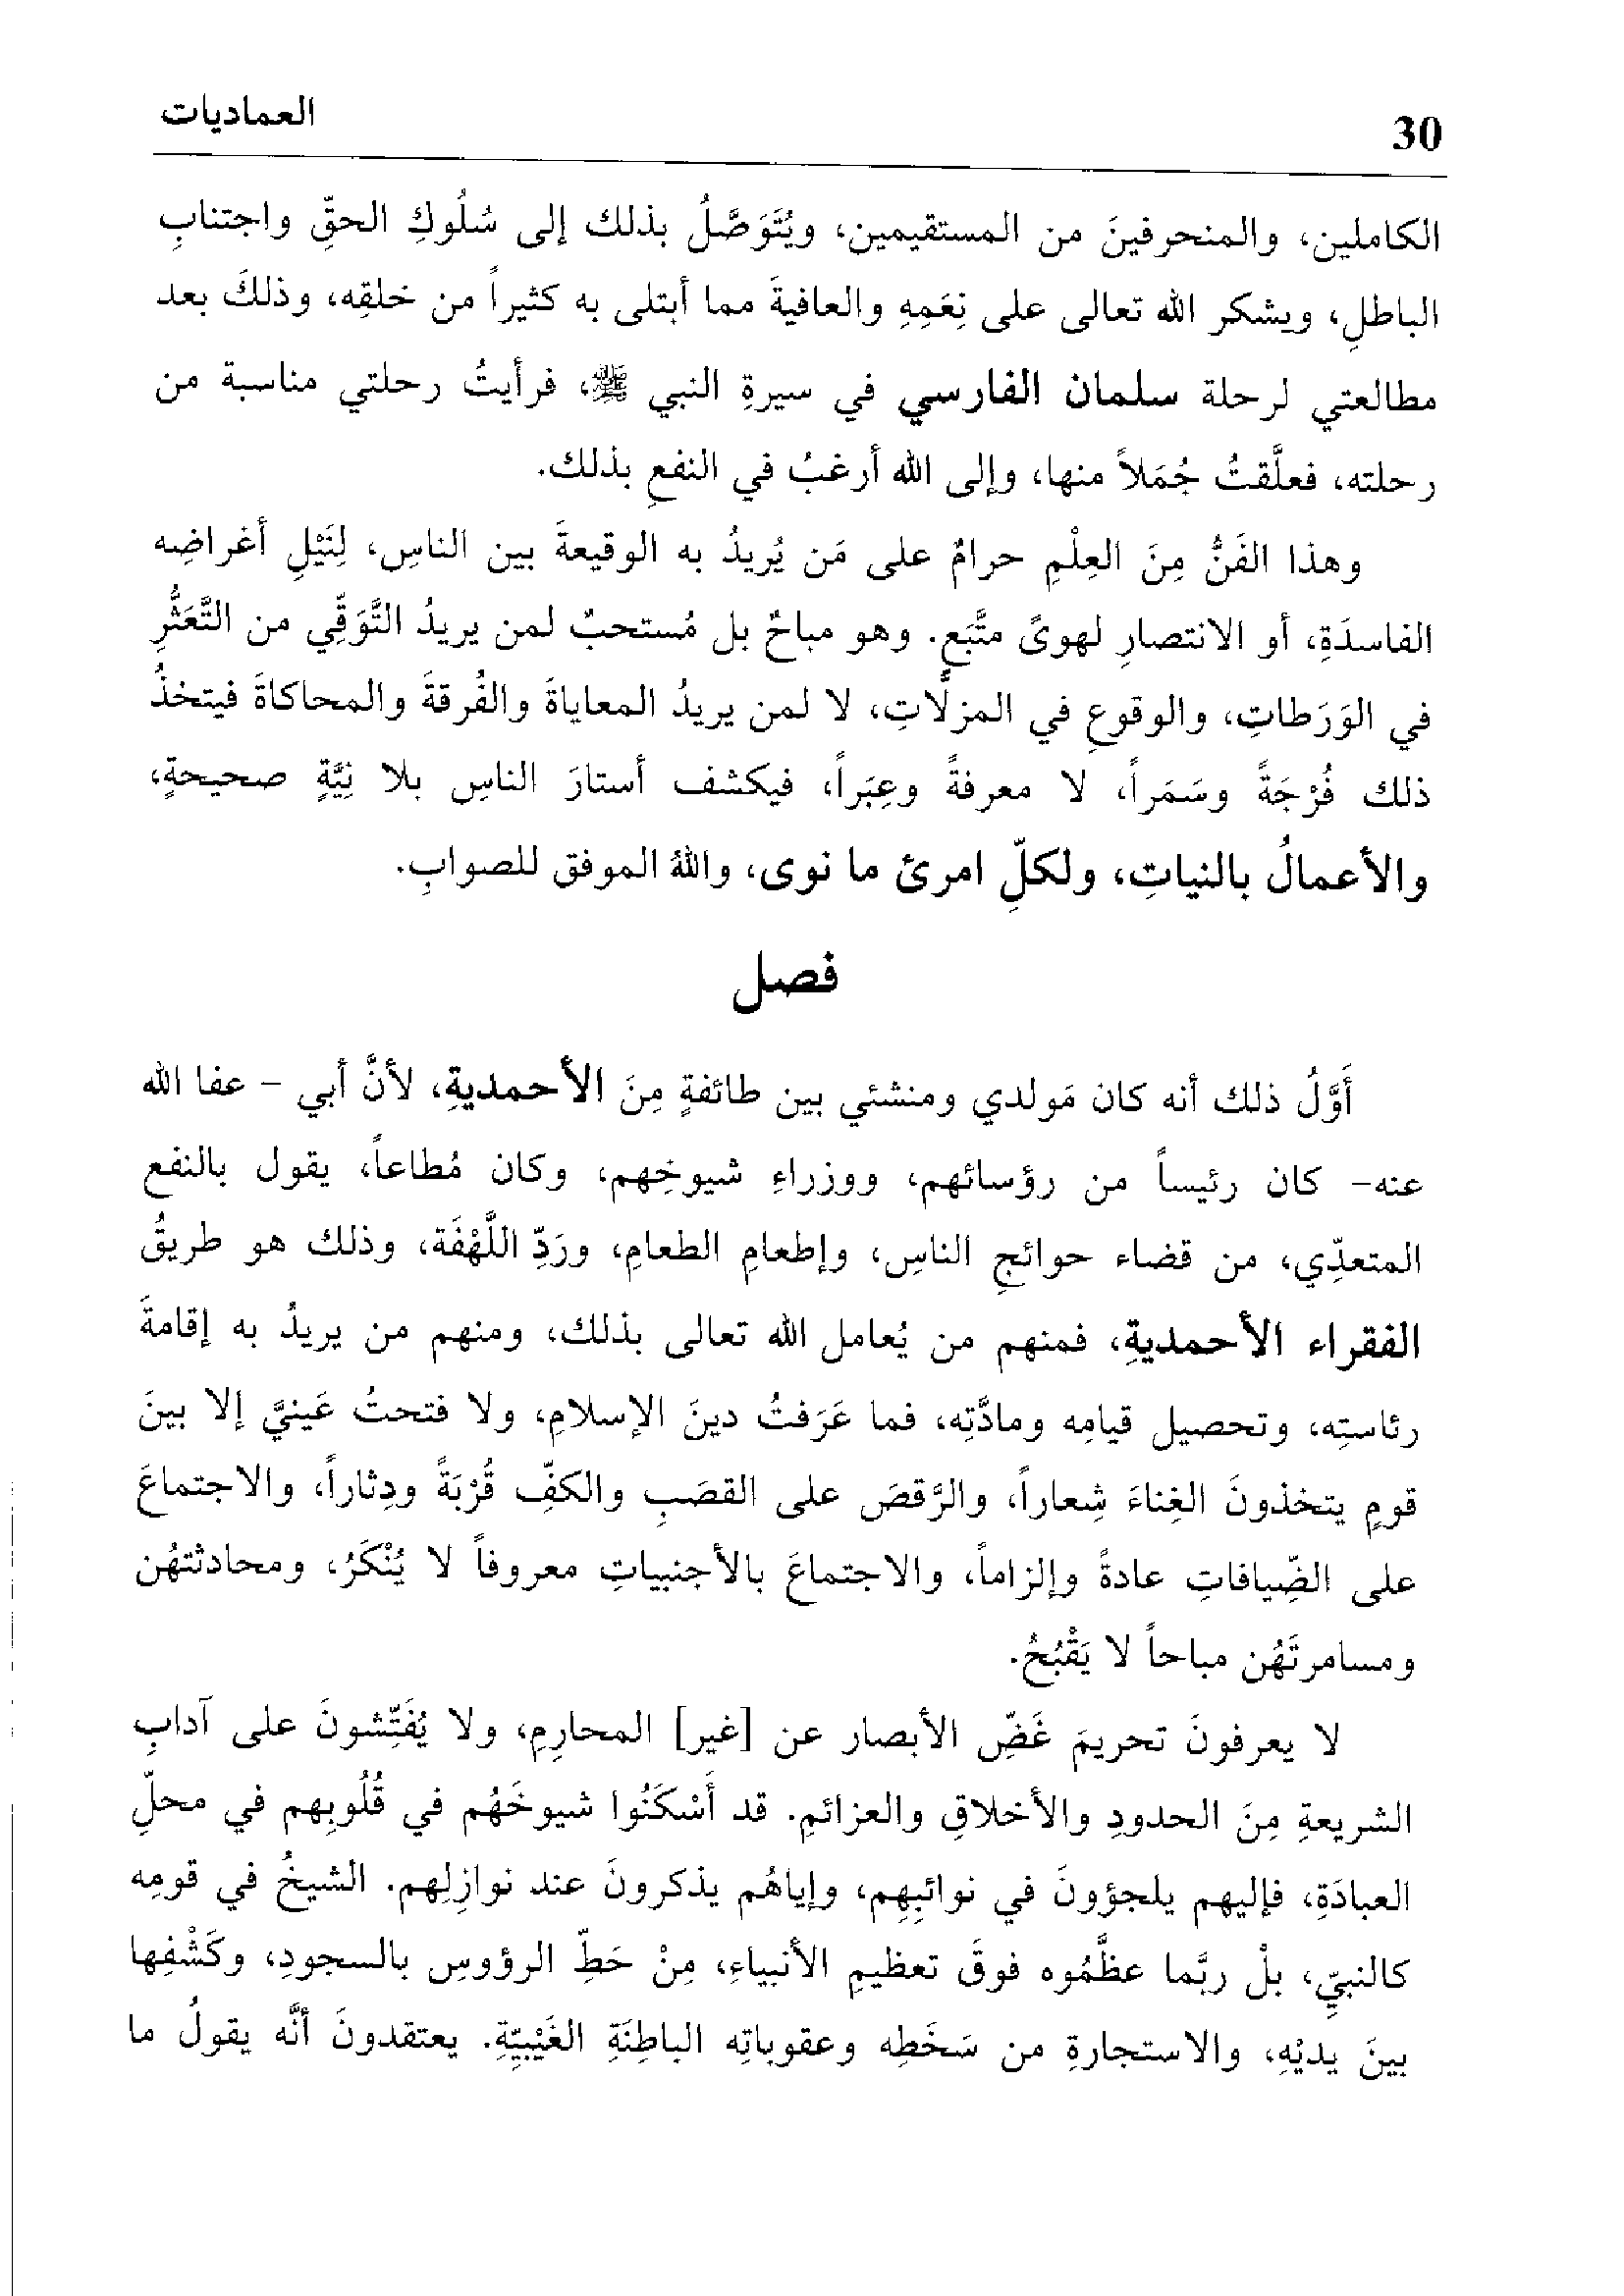 العماديات
30
الكاملين، والمنحرفينَ من المستقيمين، ويُتَوَصَّلُ بذلك إلى سُلُوكِ الحقِّ واجتنابِ
الباطلِ، ويشكر الله تعالى على نِعَمِهِ والعافيةَ مما أبتلى به كثيراً من خلقِه، وذلكَ بعد
مطالعتي لرحلة سلمان الفارسي في سيرةِ النبي ﷺ، فرأيتُ رحلتي مناسبة من
رحلته، فعلَّقتُ جُمَلاً منها، وإلى الله أرغبُ في النفعِ بذلك.
وهذا الفَنُّ مِنَ العِلْمِ حرامٌ على مَن يُريدُ به الوقيعةَ بين الناسِ، لِنَيْلِ أغراضِه
الفاسدَةِ، أو الانتصارِ لهوىً متَّبَعٍ. وهو مباحٌ بل مُستحبٌ لمن يريدُ التَّوَقِّي من التَّعَثُّرِ
في الوَرَطاتِ، والوقوعِ في المزلَّاتِ، لا لمن يريدُ المعاياةَ والفُرقةَ والمحاكاةَ فيتخذُ
ذلك فُرْجَةً وسَمَراً، لا معرفةً وعِبَراً، فيكشف أستارَ الناسِ بلا نِيَّةٍ صحيحةٍ،
والأعمالُ بالنياتِ، ولكلِّ امرئ ما نوى، واللهُ الموفق للصوابِ.
فصل
أَوَّلُ ذلك أنه كان مَولدي ومنشئي بين طائفةٍ مِنَ الأحمديةِ، لأنَّ أبي - عفا الله
عنه- كان رئيساً من رؤسائهم، ووزراءِ شيوخِهم، وكان مُطاعاً، يقول بالنفع
المتعدِّي، من قضاء حوائجِ الناسِ، وإطعامِ الطعامِ، ورَدِّ اللَّهْفَة، وذلك هو طريقُ
الفقراء الأحمديةِ، فمنهم من يُعامل الله تعالى بذلك، ومنهم من يريدُ به إقامةَ
رئاستِه، وتحصيل قيامِه ومادَّتِه، فما عَرَفتُ دينَ الإسلامِ، ولا فتحتُ عَينيَّ إلا بينَ
قومٍ يتخذونَ الغِناءَ شِعاراً، والرَّقصَ على القصَبِ والكفِّ قُرْبَةً ودِثاراً، والاجتماعَ
على الضِّيافاتِ عادةً وإلزاماً، والاجتماعَ بالأجنبياتِ معروفاً لا يُنْكَرُ، ومحادثتهُن
ومسامرتَهُن مباحاً لا يَقْبُحُ.
لا يعرفونَ تحريمَ غَضِّ الأبصار عن [غير] المحارِمِ، ولا يُفَتِّشونَ على آدابِ
الشريعةِ مِنَ الحدودِ والأخلاقِ والعزائمِ. قد أَسْكَنُوا شيوخَهُم في قُلُوبِهم في محلِّ
العبادَةِ، فإليهم يلجؤونَ في نوائبِهِم، وإياهُم يذكرونَ عند نوازِلِهم. الشيخُ في قومِه
كالنبيِّ، بلْ ربَّما عظَّمُوه فوقَ تعظيمِ الأنبياءِ، مِنْ حَطِّ الرؤوسِ بالسجودِ، وكَشْفِها
بينَ يديْهِ، والاستجارةِ من سَخَطِه وعقوباتِه الباطِنَةِ الغَيْبيِّةِ. يعتقدونَ أنَّه يقولُ ما